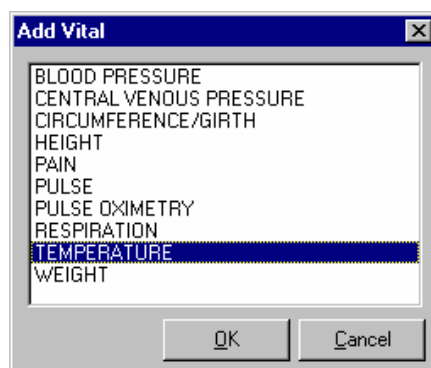 Add Vital
BLOOD PRESSURE
CENTRAL VENOUS PRESSURE
CIRCUMFERENCE/GIRTH
HEIGHT
PAIN
PULSE
PULSE OXIMETRY
RESPIRATION
TEMPERATURE
WEIGHT
OK Cancel